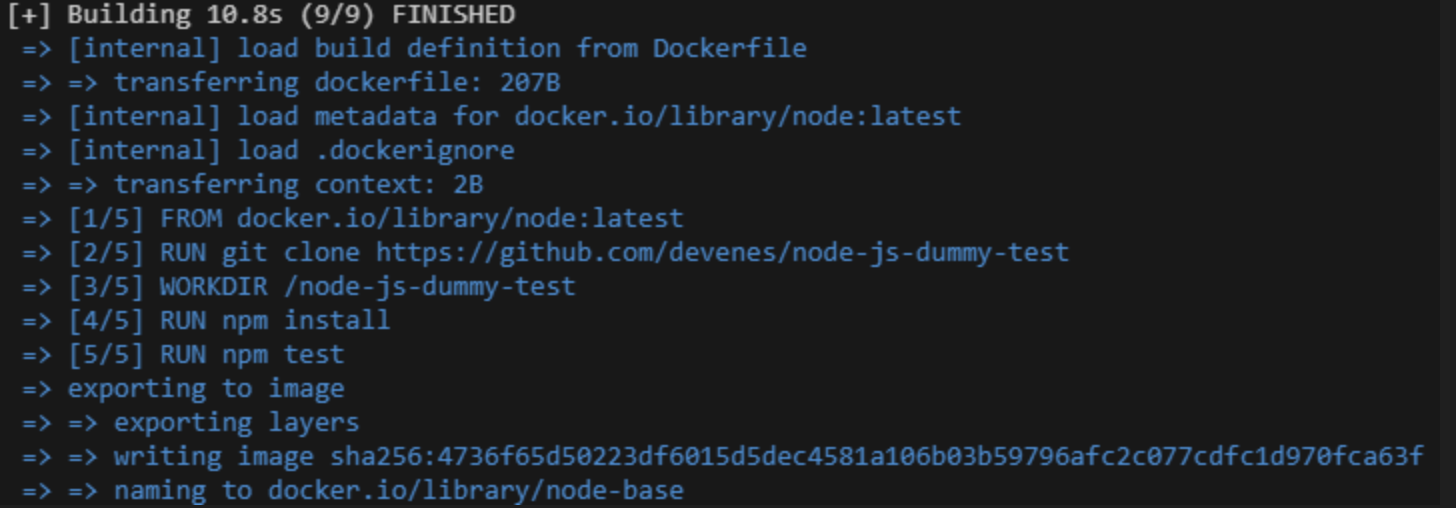 [+] Building 10.8s (9/9) FINISHED
=> [internal] load build definition from Dockerfile
=> => transferring dockerfile: 207B
=> [internal] load metadata for docker.io/library/node:latest
=> [internal] load .dockerignore
=> => transferring context: 2B
=> [1/5] FROM docker.io/library/node:latest
=> [2/5] RUN git clone https://github.com/devenes/node-js-dummy-test
=> [3/5] WORKDIR /node-js-dummy-test
=> [4/5] RUN npm install
=> [5/5] RUN npm test
=> exporting to image
=> => exporting layers
=> => writing image sha256:4736f65d50223df6015d5dec4581a106b03b59796afc2c077cdfc1d970fca63f
=> => naming to docker.io/library/node-base